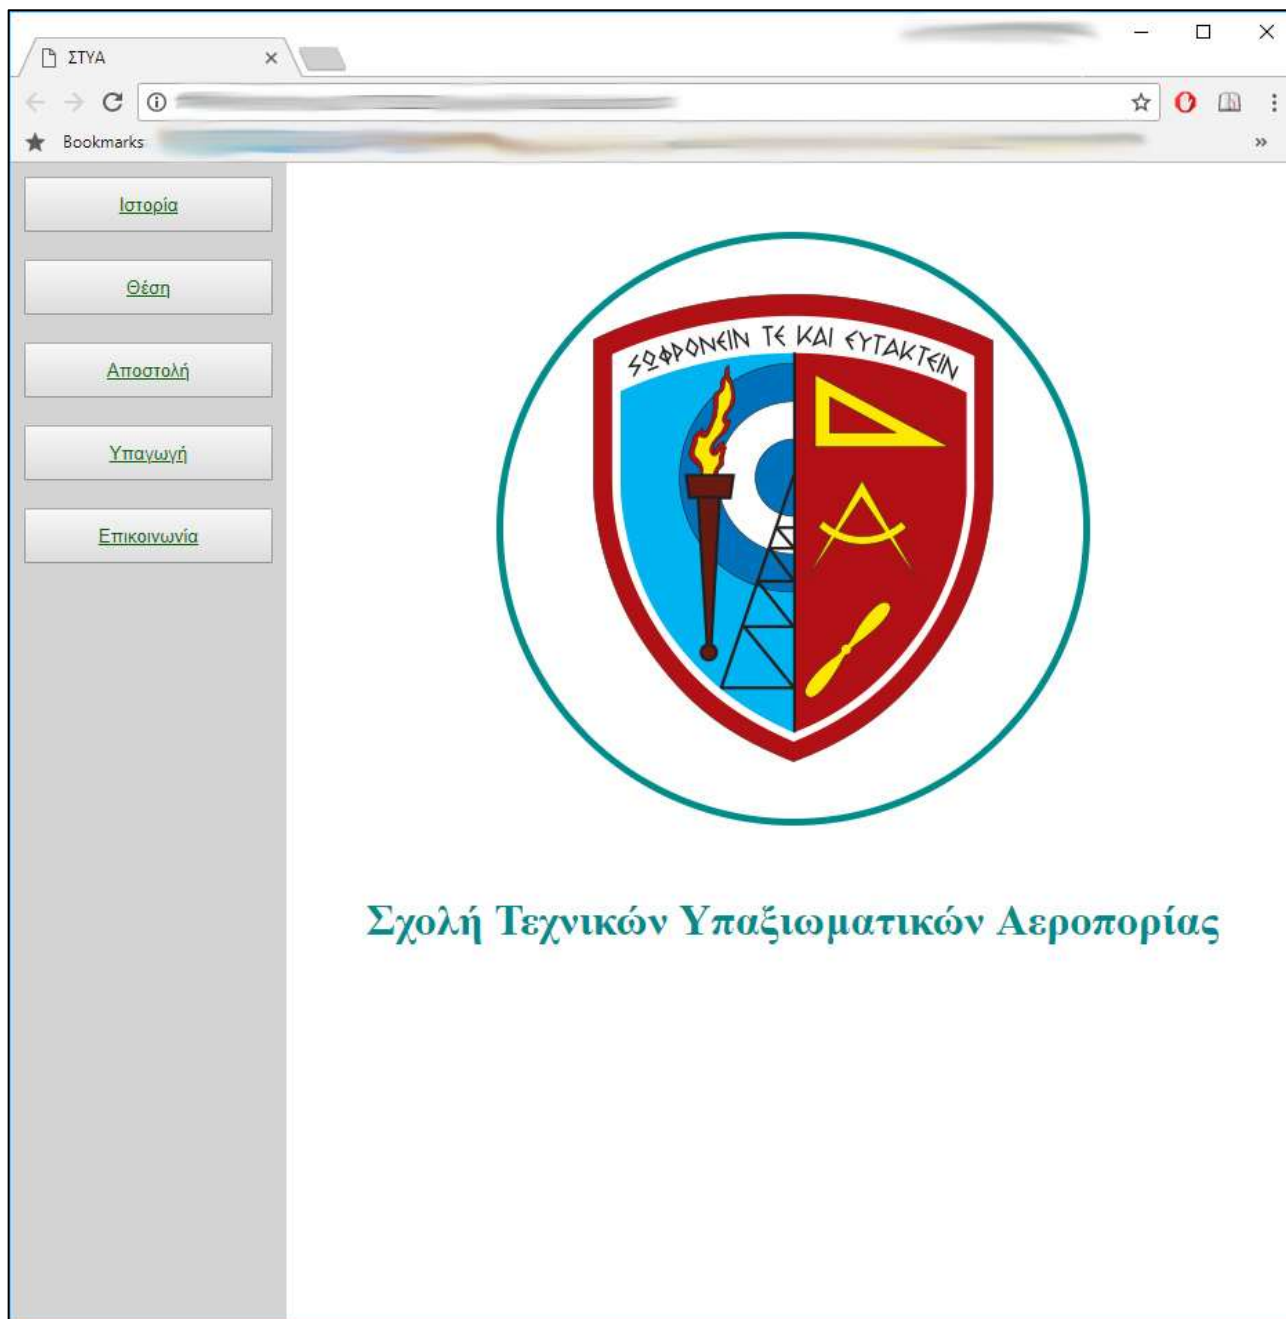 ΣΤΥΑ
Bookmarks
Ιστορία
Θέση
Αποστολή
Υπαγωγή
Επικοινωνία
ΣΩΦΡΟΝΕΙΝ ΤΕ ΚΑΙ ΕΥΤΑΚΤΕΙΝ
Σχολή Τεχνικών Υπαξιωματικών Αεροπορίας